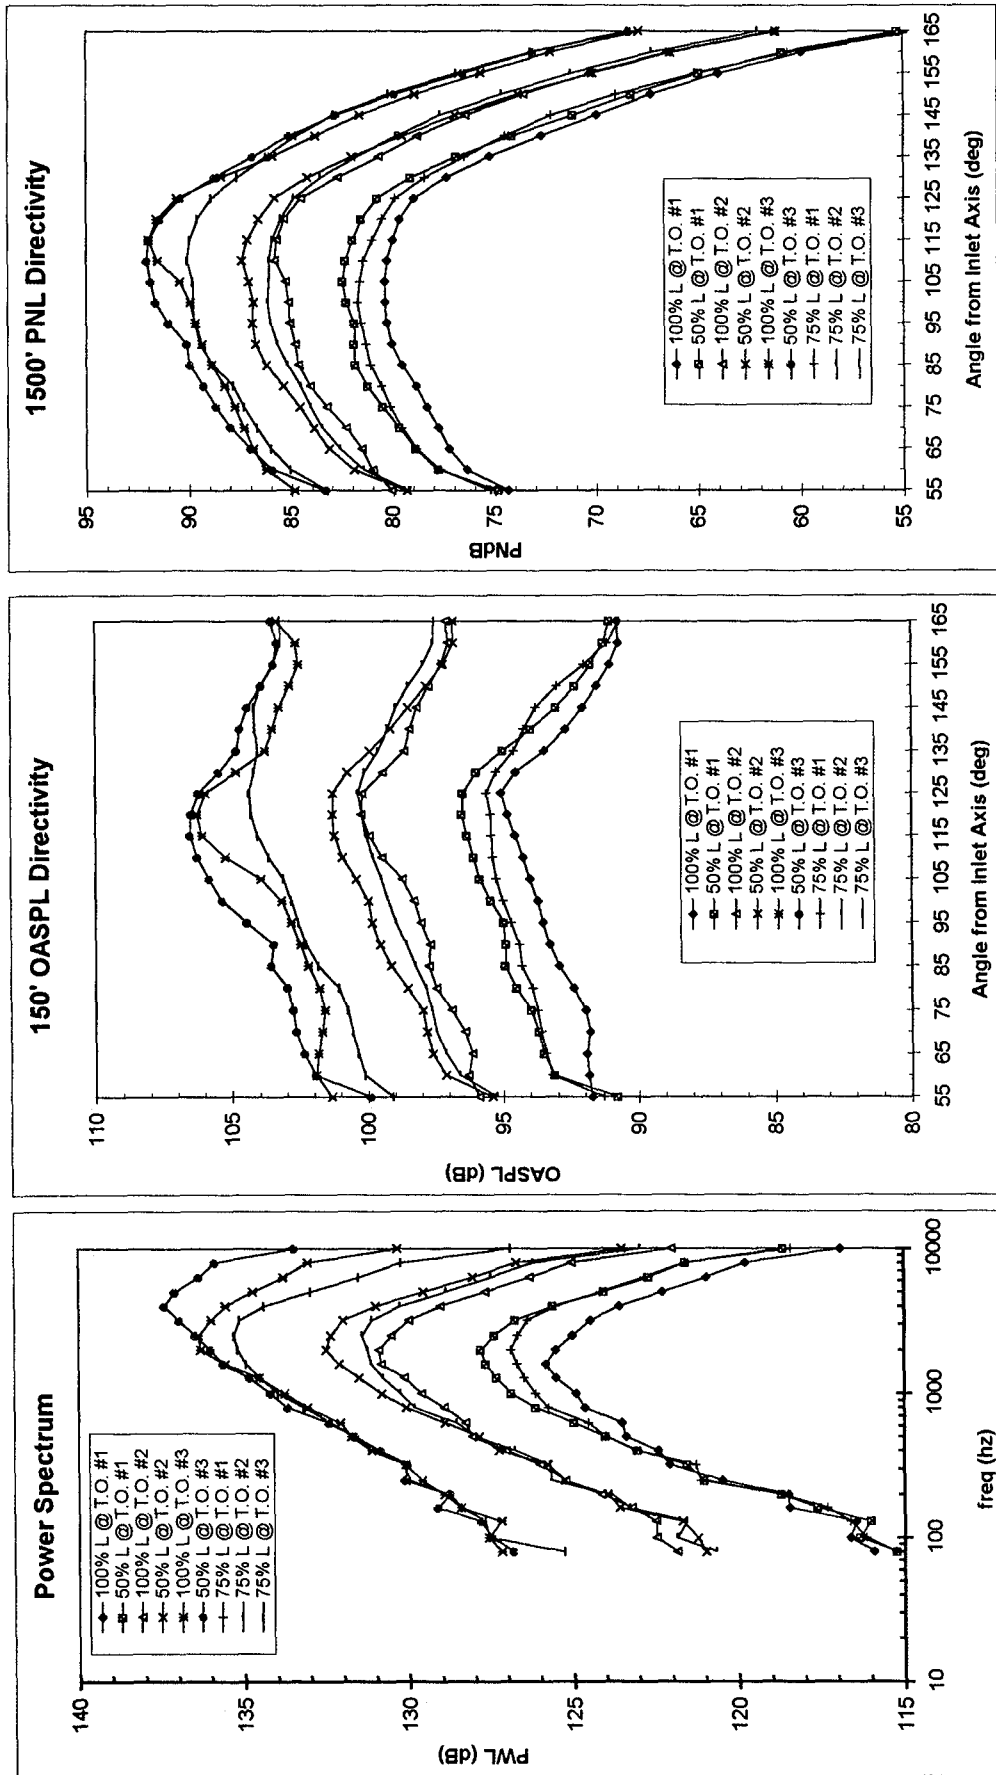 Power Spectrum
140
135
130
125
120
115
PWL (dB)
10
100
1000
10000
freq (hz)
100% L @ T.O. #1
50% L @ T.O. #1
100% L @ T.O. #2
50% L @ T.O. #2
100% L @ T.O. #3
50% L @ T.O. #3
75% L @ T.O. #1
75% L @ T.O. #2
75% L @ T.O. #3
150' OASPL Directivity
110
105
100
95
90
85
80
OASPL (dB)
55
65
75
85
95
105
115
125
135
145
155
165
Angle from Inlet Axis (deg)
100% L @ T.O. #1
50% L @ T.O. #1
100% L @ T.O. #2
50% L @ T.O. #2
100% L @ T.O. #3
50% L @ T.O. #3
75% L @ T.O. #1
75% L @ T.O. #2
75% L @ T.O. #3
1500' PNL Directivity
95
90
85
80
75
70
65
60
55
PNdB
55
65
75
85
95
105
115
125
135
145
155
165
Angle from Inlet Axis (deg)
100% L @ T.O. #1
50% L @ T.O. #1
100% L @ T.O. #2
50% L @ T.O. #2
100% L @ T.O. #3
50% L @ T.O. #3
75% L @ T.O. #1
75% L @ T.O. #2
75% L @ T.O. #3